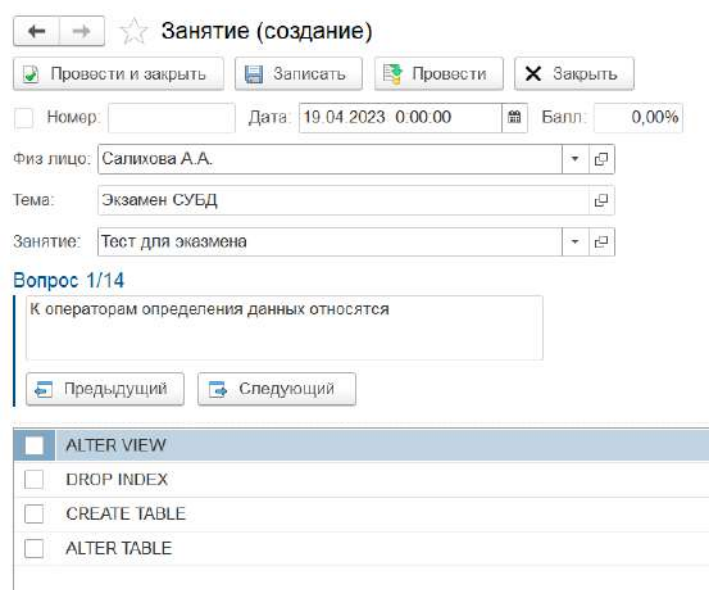 Занятие (создание)
Провести и закрыть Записать Провести Закрыть
Номер: Дата: 19.04.2023 0:00:00 Балл: 0,00%
Физ лицо: Салихова А.А.
Тема: Экзамен СУБД
Занятие: Тест для эказмена
Вопрос 1/14
К операторам определения данных относятся
Предыдущий Следующий
ALTER VIEW
DROP INDEX
CREATE TABLE
ALTER TABLE